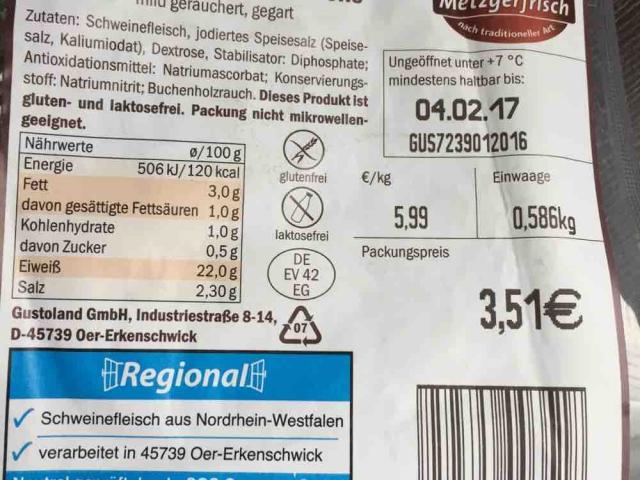 geräuchert, gegart
Zutaten: Schweinefleisch, jodiertes Speisesalz (Speise-
salz, Kaliumiodat), Dextrose, Stabilisator: Diphosphate;
Antioxidationsmittel: Natriumascorbat; Konservierungs-
stoff: Natriumnitrit; Buchenholzrauch. Dieses Produkt ist
gluten- und laktosefrei. Packung nicht mikrowellen-
geeignet.
Nährwerte ø/100 g
Energie 506 kJ/120 kcal
Fett 3,0 g
davon gesättigte Fettsäuren 1,0 g
Kohlenhydrate 1,0 g
davon Zucker 0,5 g
Eiweiß 22,0 g
Salz 2,30 g
Gustoland GmbH, Industriestraße 8-14,
D-45739 Oer-Erkenschwick
glutenfrei
laktosefrei
DE
EV 42
EG
07
Metzgerfrisch
nach traditioneller Art
Ungeöffnet unter +7 °C
mindestens haltbar bis:
04.02.17
GUS7239012016
€/kg
5,99
Einwaage
0,586kg
Packungspreis
3,51€
Regional
Schweinefleisch aus Nordrhein-Westfalen
verarbeitet in 45739 Oer-Erkenschwick